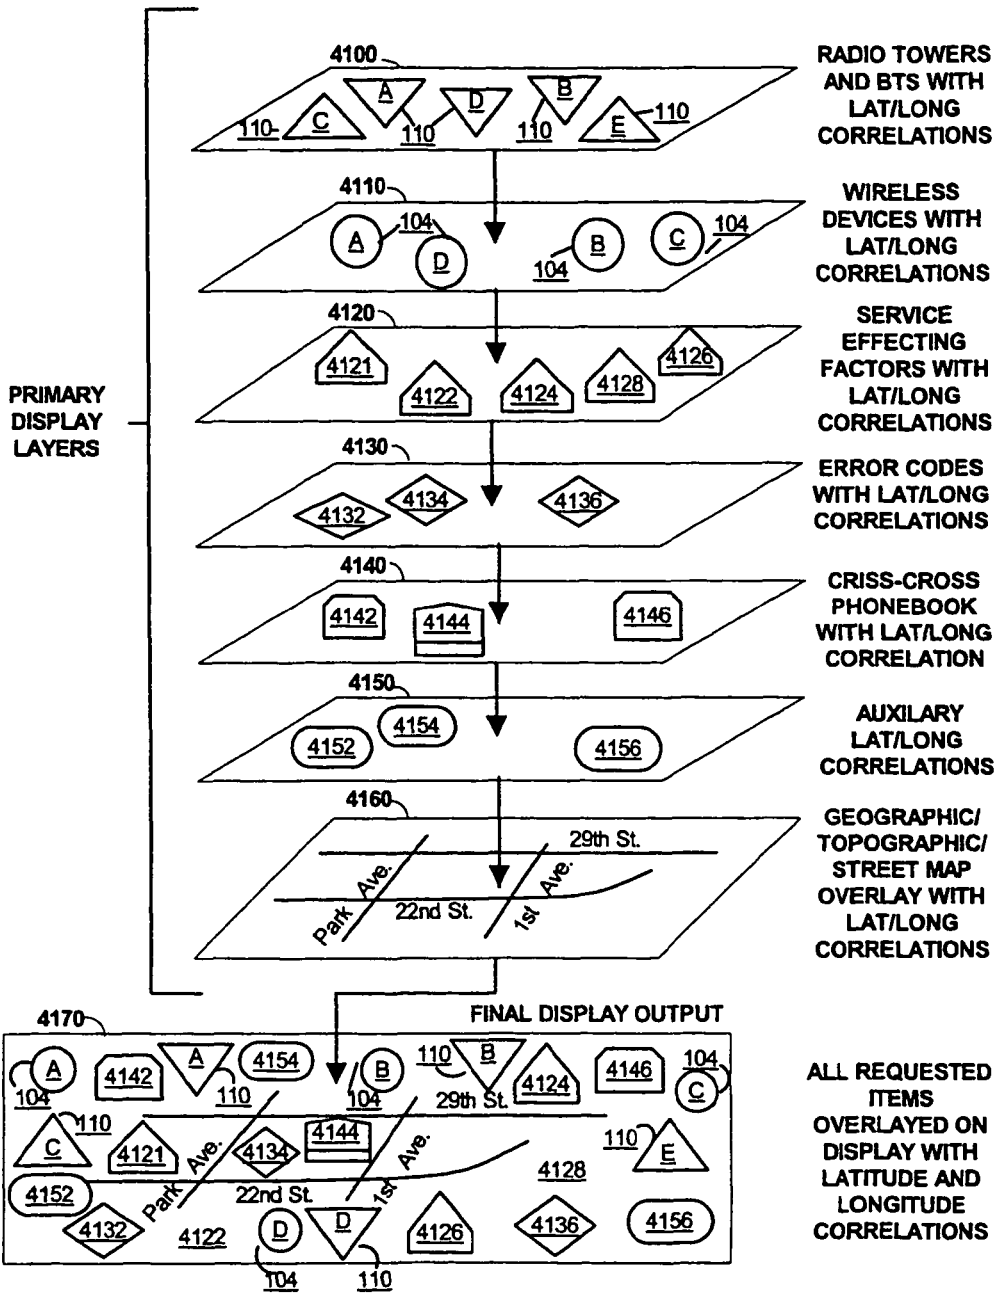 4100
RADIO TOWERS
AND BTS WITH
LAT/LONG
CORRELATIONS
A
D
B
C
E
110
110
110
110
4110
WIRELESS
DEVICES WITH
LAT/LONG
CORRELATIONS
A
104
D
104
B
C
104
4120
SERVICE
EFFECTING
FACTORS WITH
LAT/LONG
CORRELATIONS
4121
4122
4124
4128
4126
PRIMARY
DISPLAY
LAYERS
4130
ERROR CODES
WITH LAT/LONG
CORRELATIONS
4132
4134
4136
4140
CRISS-CROSS
PHONEBOOK
WITH LAT/LONG
CORRELATION
4142
4144
4146
4150
AUXILARY
LAT/LONG
CORRELATIONS
4152
4154
4156
4160
GEOGRAPHIC/
TOPOGRAPHIC/
STREET MAP
OVERLAY WITH
LAT/LONG
CORRELATIONS
29th St.
Park Ave.
22nd St.
1st Ave.
FINAL DISPLAY OUTPUT
4170
ALL REQUESTED
ITEMS
OVERLAYED ON
DISPLAY WITH
LATITUDE AND
LONGITUDE
CORRELATIONS
A
104
4142
A
110
4154
B
104
110
B
4124
4146
104
C
29th St.
110
C
4121
Park Ave.
4134
4144
1st Ave.
110
E
4128
4152
22nd St.
4132
4122
D
104
D
110
4126
4136
4156